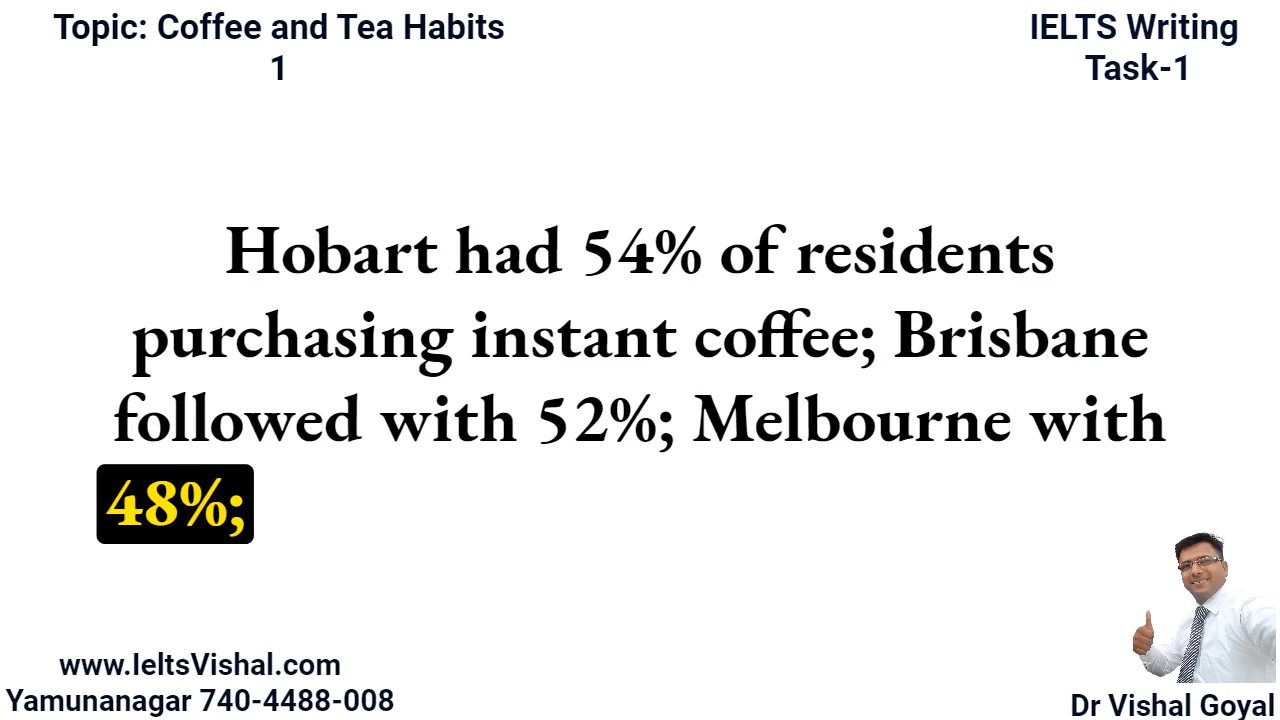 Topic: Coffee and Tea Habits
1
IELTS Writing
Task-1
Hobart had 54% of residents
purchasing instant coffee; Brisbane
followed with 52%; Melbourne with
48%;
www.IeltsVishal.com
Yamunanagar 740-4488-008
Dr Vishal Goyal